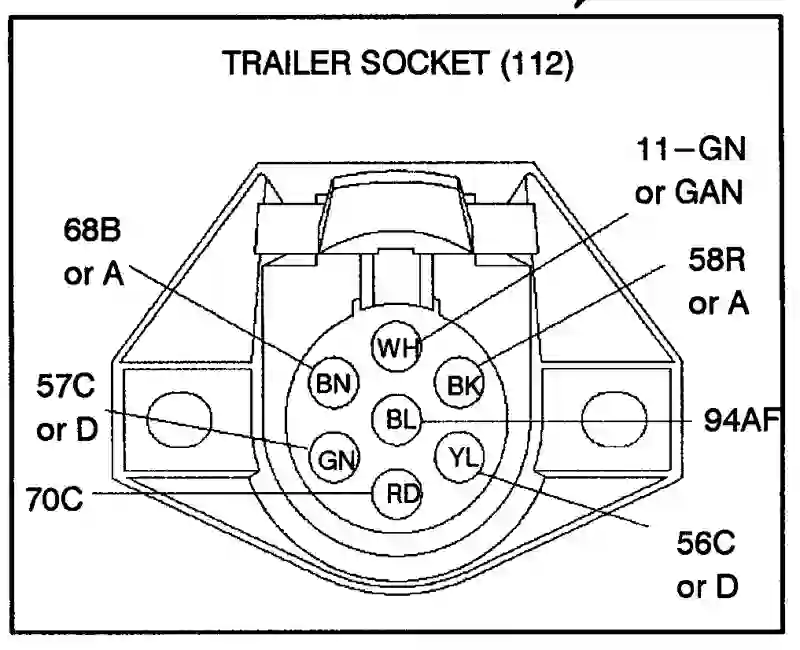 TRAILER SOCKET (112)
11-GN
or GAN
68B
or A
58R
or A
WH
BN
BK
57C
or D
BL
94AF
GN
YL
70C
RD
56C
or D